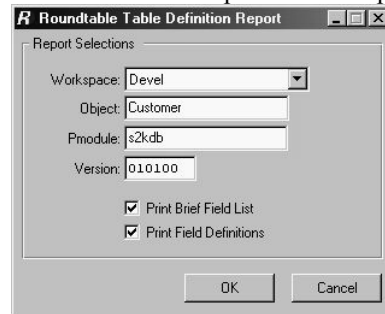 R Roundtable Table Definition Report
Report Selections
Workspace: Devel
Object: Customer
Pmodule: s2kdb
Version: 010100
Print Brief Field List
Print Field Definitions
OK Cancel